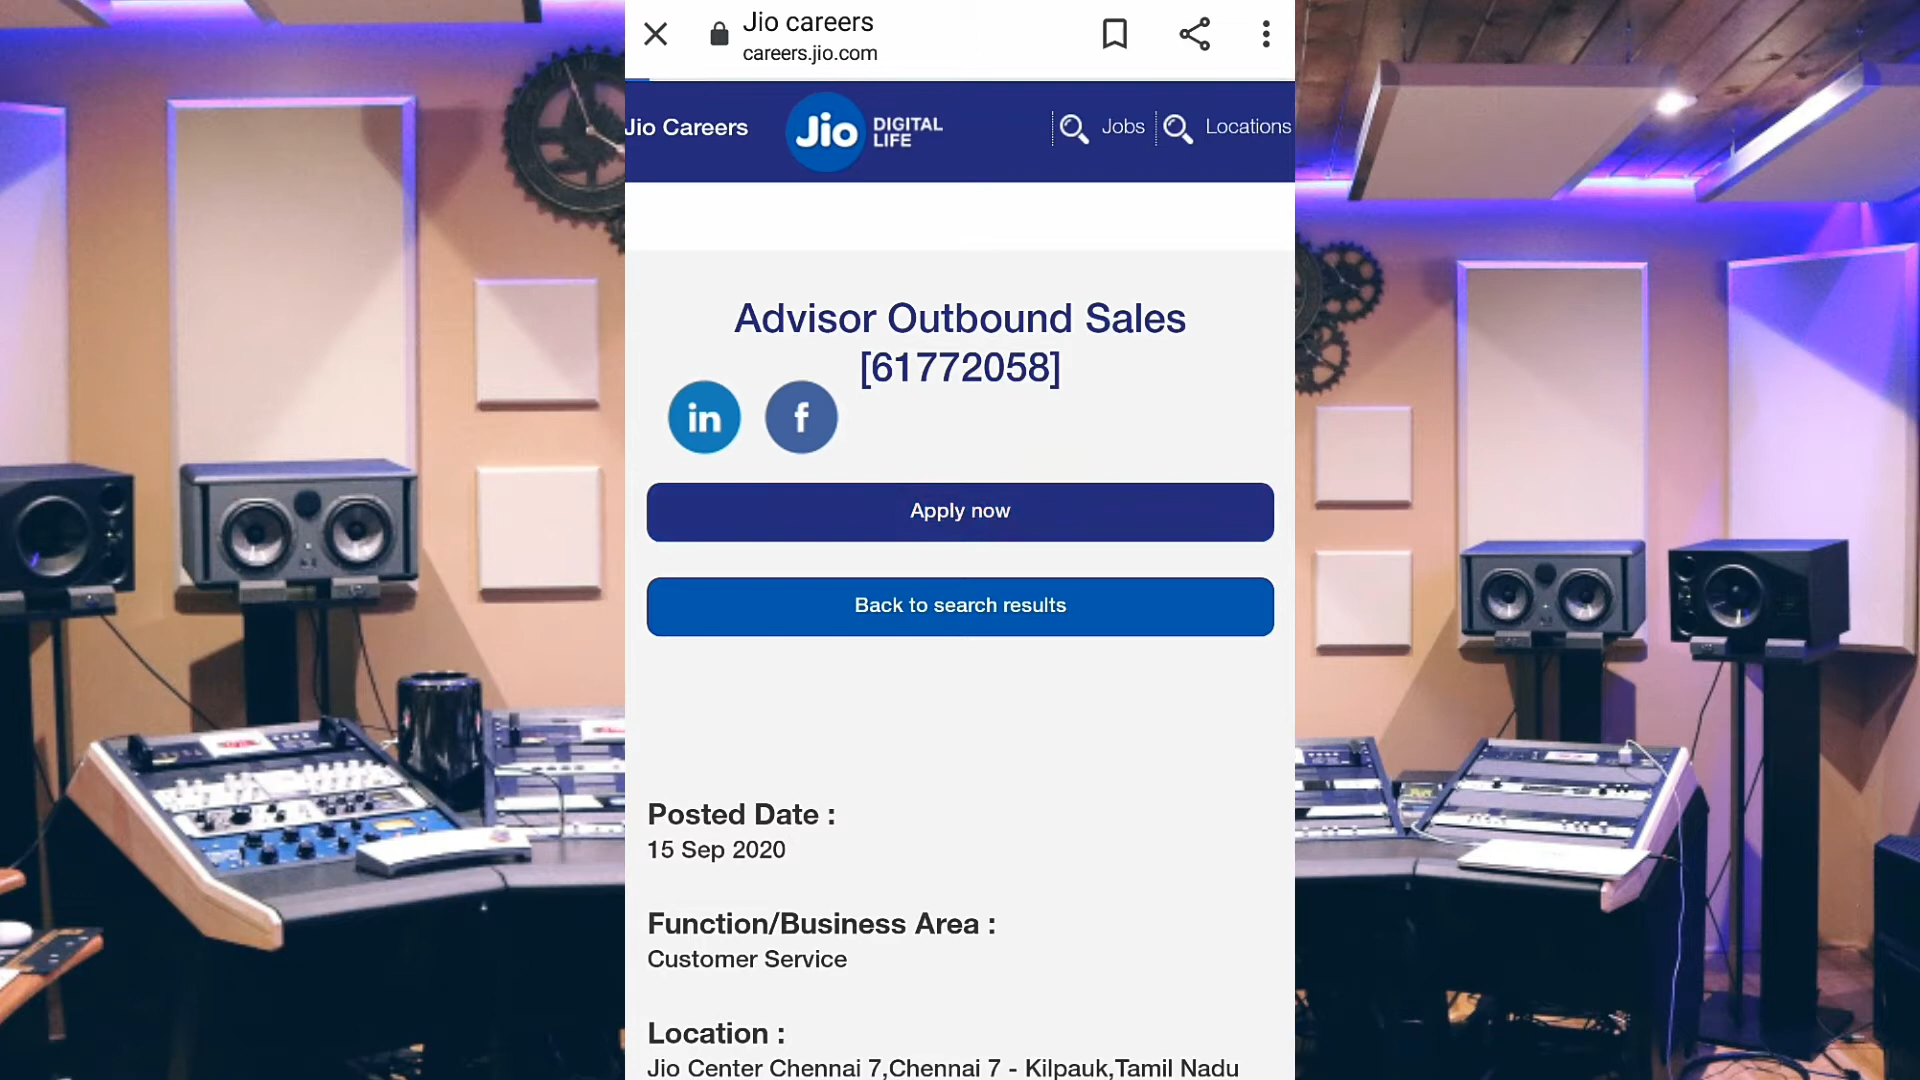 Jio careers
careers.jio.com
Jio Careers
Jio DIGITAL LIFE
Jobs
Locations
Advisor Outbound Sales
[61772058]
in f
Apply now
Back to search results
Posted Date :
15 Sep 2020
Function/Business Area :
Customer Service
Location :
Jio Center Chennai 7,Chennai 7 - Kilpauk,Tamil Nadu